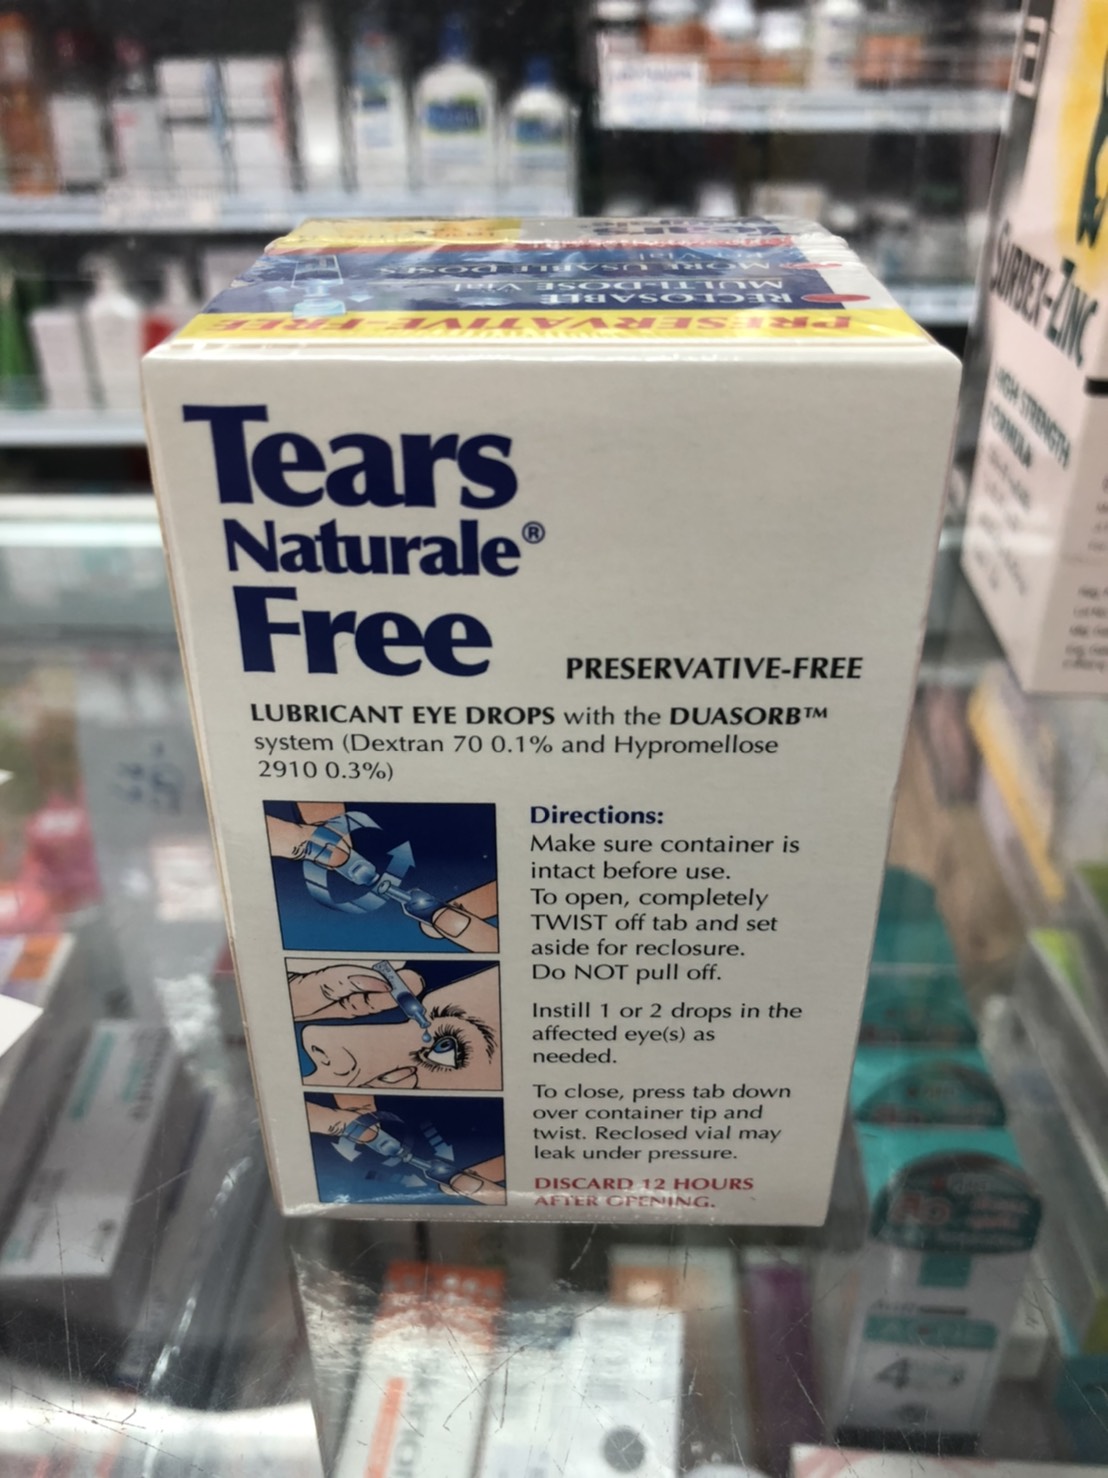 PRESERVATIVE-FREE
RECLOSABLE
MULTI-DOSE Vial
MORE USABLE DOSES
Tears
Naturale®
Free
PRESERVATIVE-FREE
LUBRICANT EYE DROPS with the DUASORB™
system (Dextran 70 0.1% and Hypromellose
2910 0.3%)
Directions:
Make sure container is
intact before use.
To open, completely
TWIST off tab and set
aside for reclosure.
Do NOT pull off.
Instill 1 or 2 drops in the
affected eye(s) as
needed.
To close, press tab down
over container tip and
twist. Reclosed vial may
leak under pressure.
DISCARD 12 HOURS
AFTER OPENING.
SURBEX-ZINC
HIGH STRENGTH
FORMULA